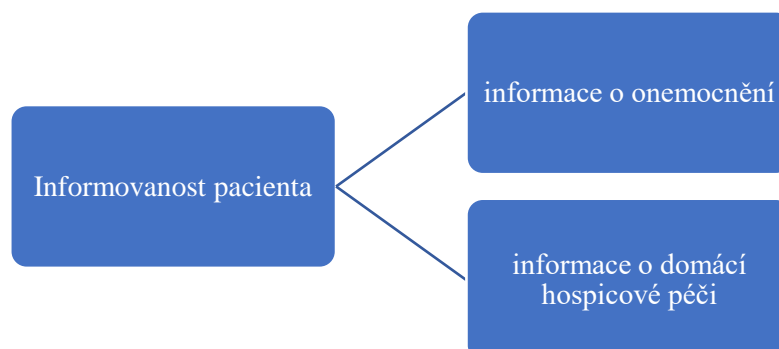 informace o onemocnění
Informovanost pacienta
informace o domácí
hospicové péči